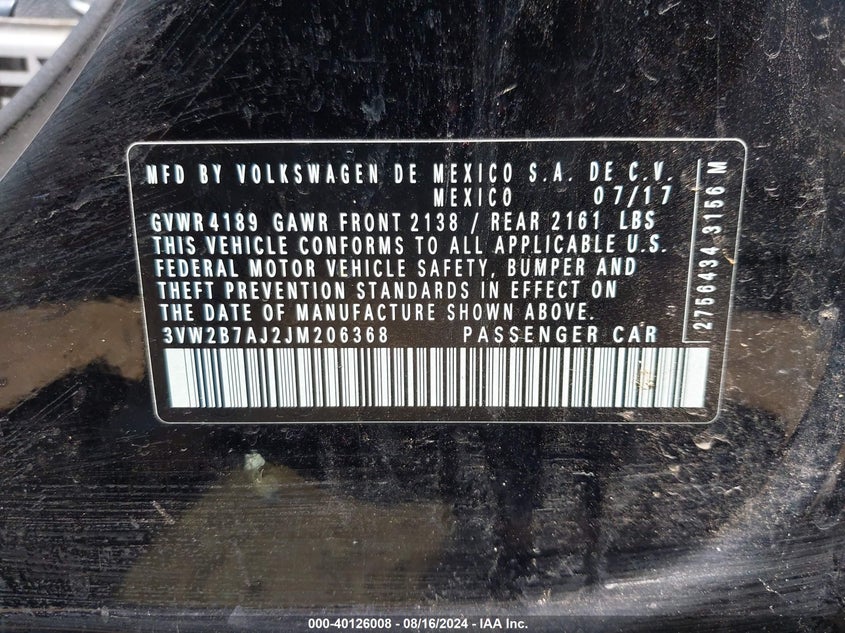 MFD BY VOLKSWAGEN DE MEXICO S.A. DE C.V.
MEXICO 07/17
GVWR 4189 GAWR FRONT 2138 / REAR 2161 LBS
THIS VEHICLE CONFORMS TO ALL APPLICABLE U.S.
FEDERAL MOTOR VEHICLE SAFETY, BUMPER AND
THEFT PREVENTION STANDARDS IN EFFECT ON
THE DATE OF MANUFACTURE SHOWN ABOVE.
3VW2B7AJ2JM206368 PASSENGER CAR
2756434 3156 M
000-40126008 - 08/16/2024 - IAA Inc.